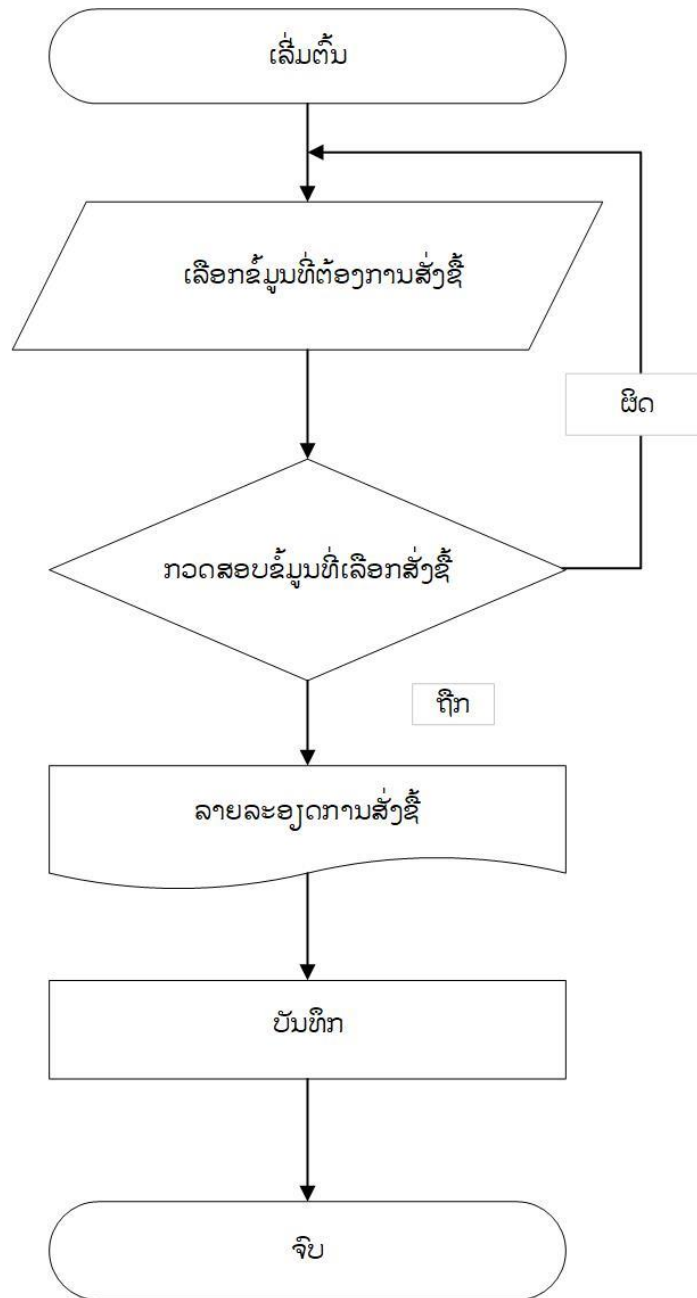 ເລີ່ມຕົ້ນ
ເລືອກຂໍ້ມູນທີ່ຕ້ອງການສັ່ງຊື້
ຜິດ
ກວດສອບຂໍ້ມູນທີ່ເລືອກສັ່ງຊື້
ຖືກ
ລາຍລະອຽດການສັ່ງຊື້
ບັນທຶກ
ຈົບ